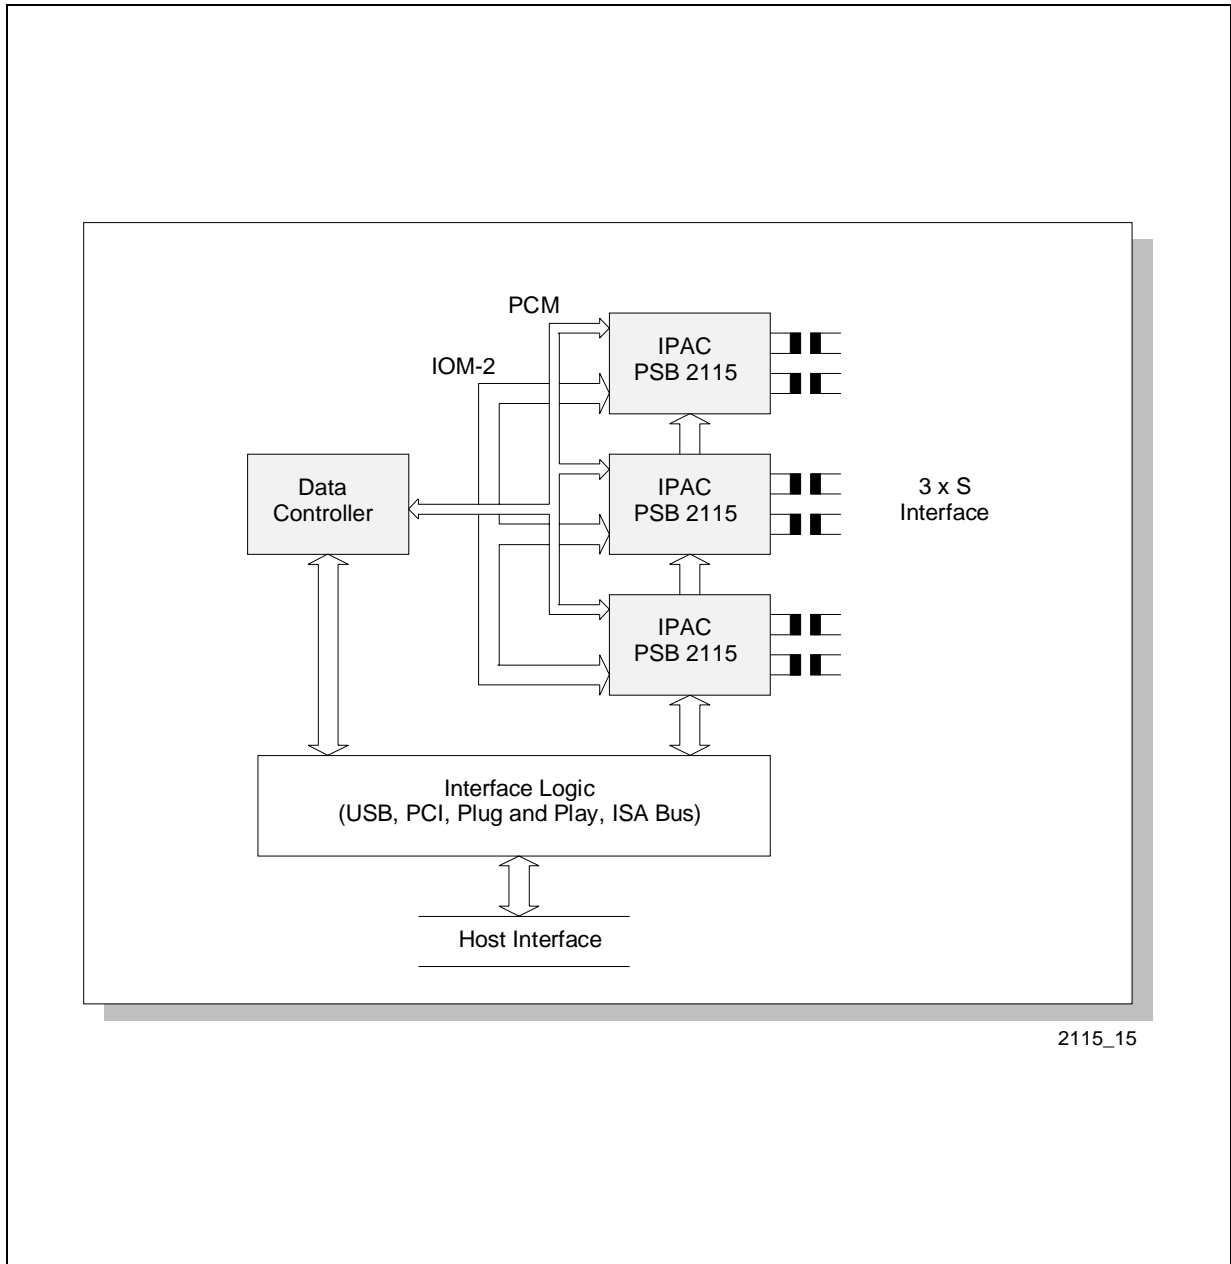 PCM
IOM-2
IPAC
PSB 2115
Data
Controller
IPAC
PSB 2115
3 x S
Interface
IPAC
PSB 2115
Interface Logic
(USB, PCI, Plug and Play, ISA Bus)
Host Interface
2115_15